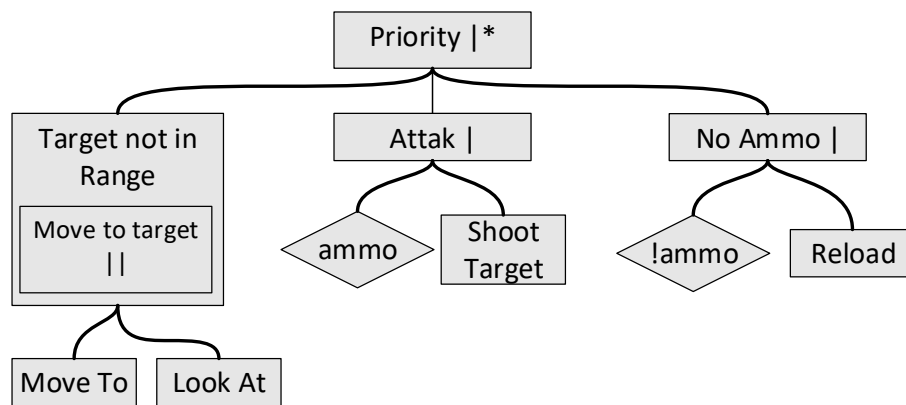 Priority |*
Target not in
Range
Move to target
||
Attak |
No Ammo |
ammo
Shoot
Target
!ammo
Reload
Move To
Look At